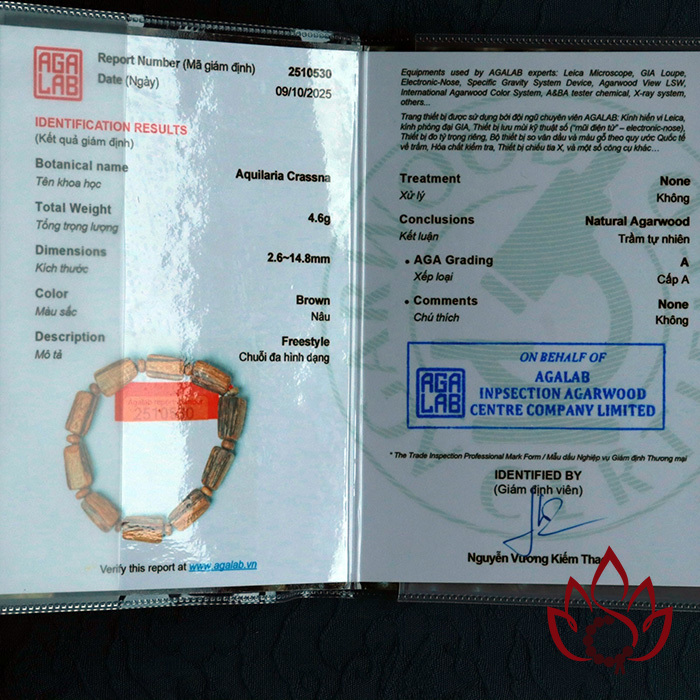 AGA
LAB
Report Number (Mã giám định) 2510530
Date (Ngày) 09/10/2025
IDENTIFICATION RESULTS
(Kết quả giám định)
Botanical name Aquilaria Crassna
Tên khoa học
Total Weight 4.6g
Tổng trọng lượng
Dimensions 2.6~14.8mm
Kích thước
Color Brown
Màu sắc Nâu
Description Freestyle
Mô tả Chuỗi đa hình dạng
2510530
Verify this report at www.agalab.vn
Equipments used by AGALAB experts: Leica Microscope, GIA Loupe,
Electronic-Nose, Specific Gravity System Device, Agarwood View LSW,
International Agarwood Color System, A&BA tester chemical, X-ray system,
others...
Trang thiết bị được sử dụng bởi đội ngũ chuyên viên AGALAB: Kính hiển vi Leica,
kính phóng đại GIA, Thiết bị lưu mùi kỹ thuật số ("mũi điện tử" – electronic-nose),
Thiết bị đo tỷ trọng riêng, Bộ thiết bị so vân dầu và màu gỗ theo quy ước Quốc tế
về trầm, Hóa chất kiểm tra, Thiết bị chiếu tia X, và một số công cụ khác...
Treatment None
Xử lý Không
Conclusions Natural Agarwood
Kết luận Trầm tự nhiên
• AGA Grading A
Xếp loại Cấp A
• Comments None
Chú thích Không
ON BEHALF OF
AGA
LAB
AGALAB
INPSECTION AGARWOOD
CENTRE COMPANY LIMITED
* The Trade Inspection Professional Mark Form / Mẫu dấu Nghiệp vụ Giám định Thương mại
IDENTIFIED BY
(Giám định viên)
Nguyễn Vương Kiếm Tha